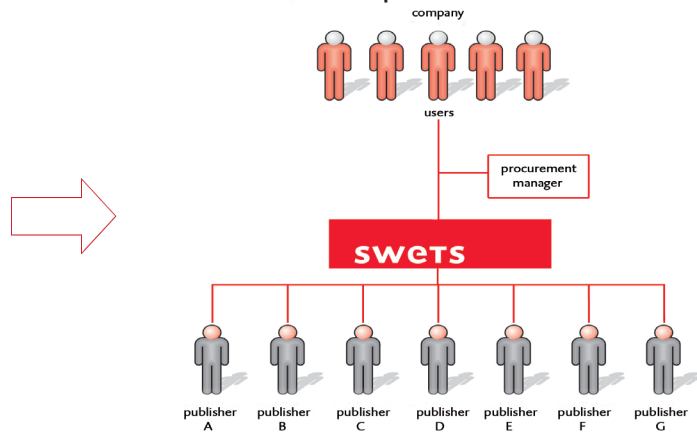 company
users
procurement
manager
swets
publisher
A
publisher
B
publisher
C
publisher
D
publisher
E
publisher
F
publisher
G